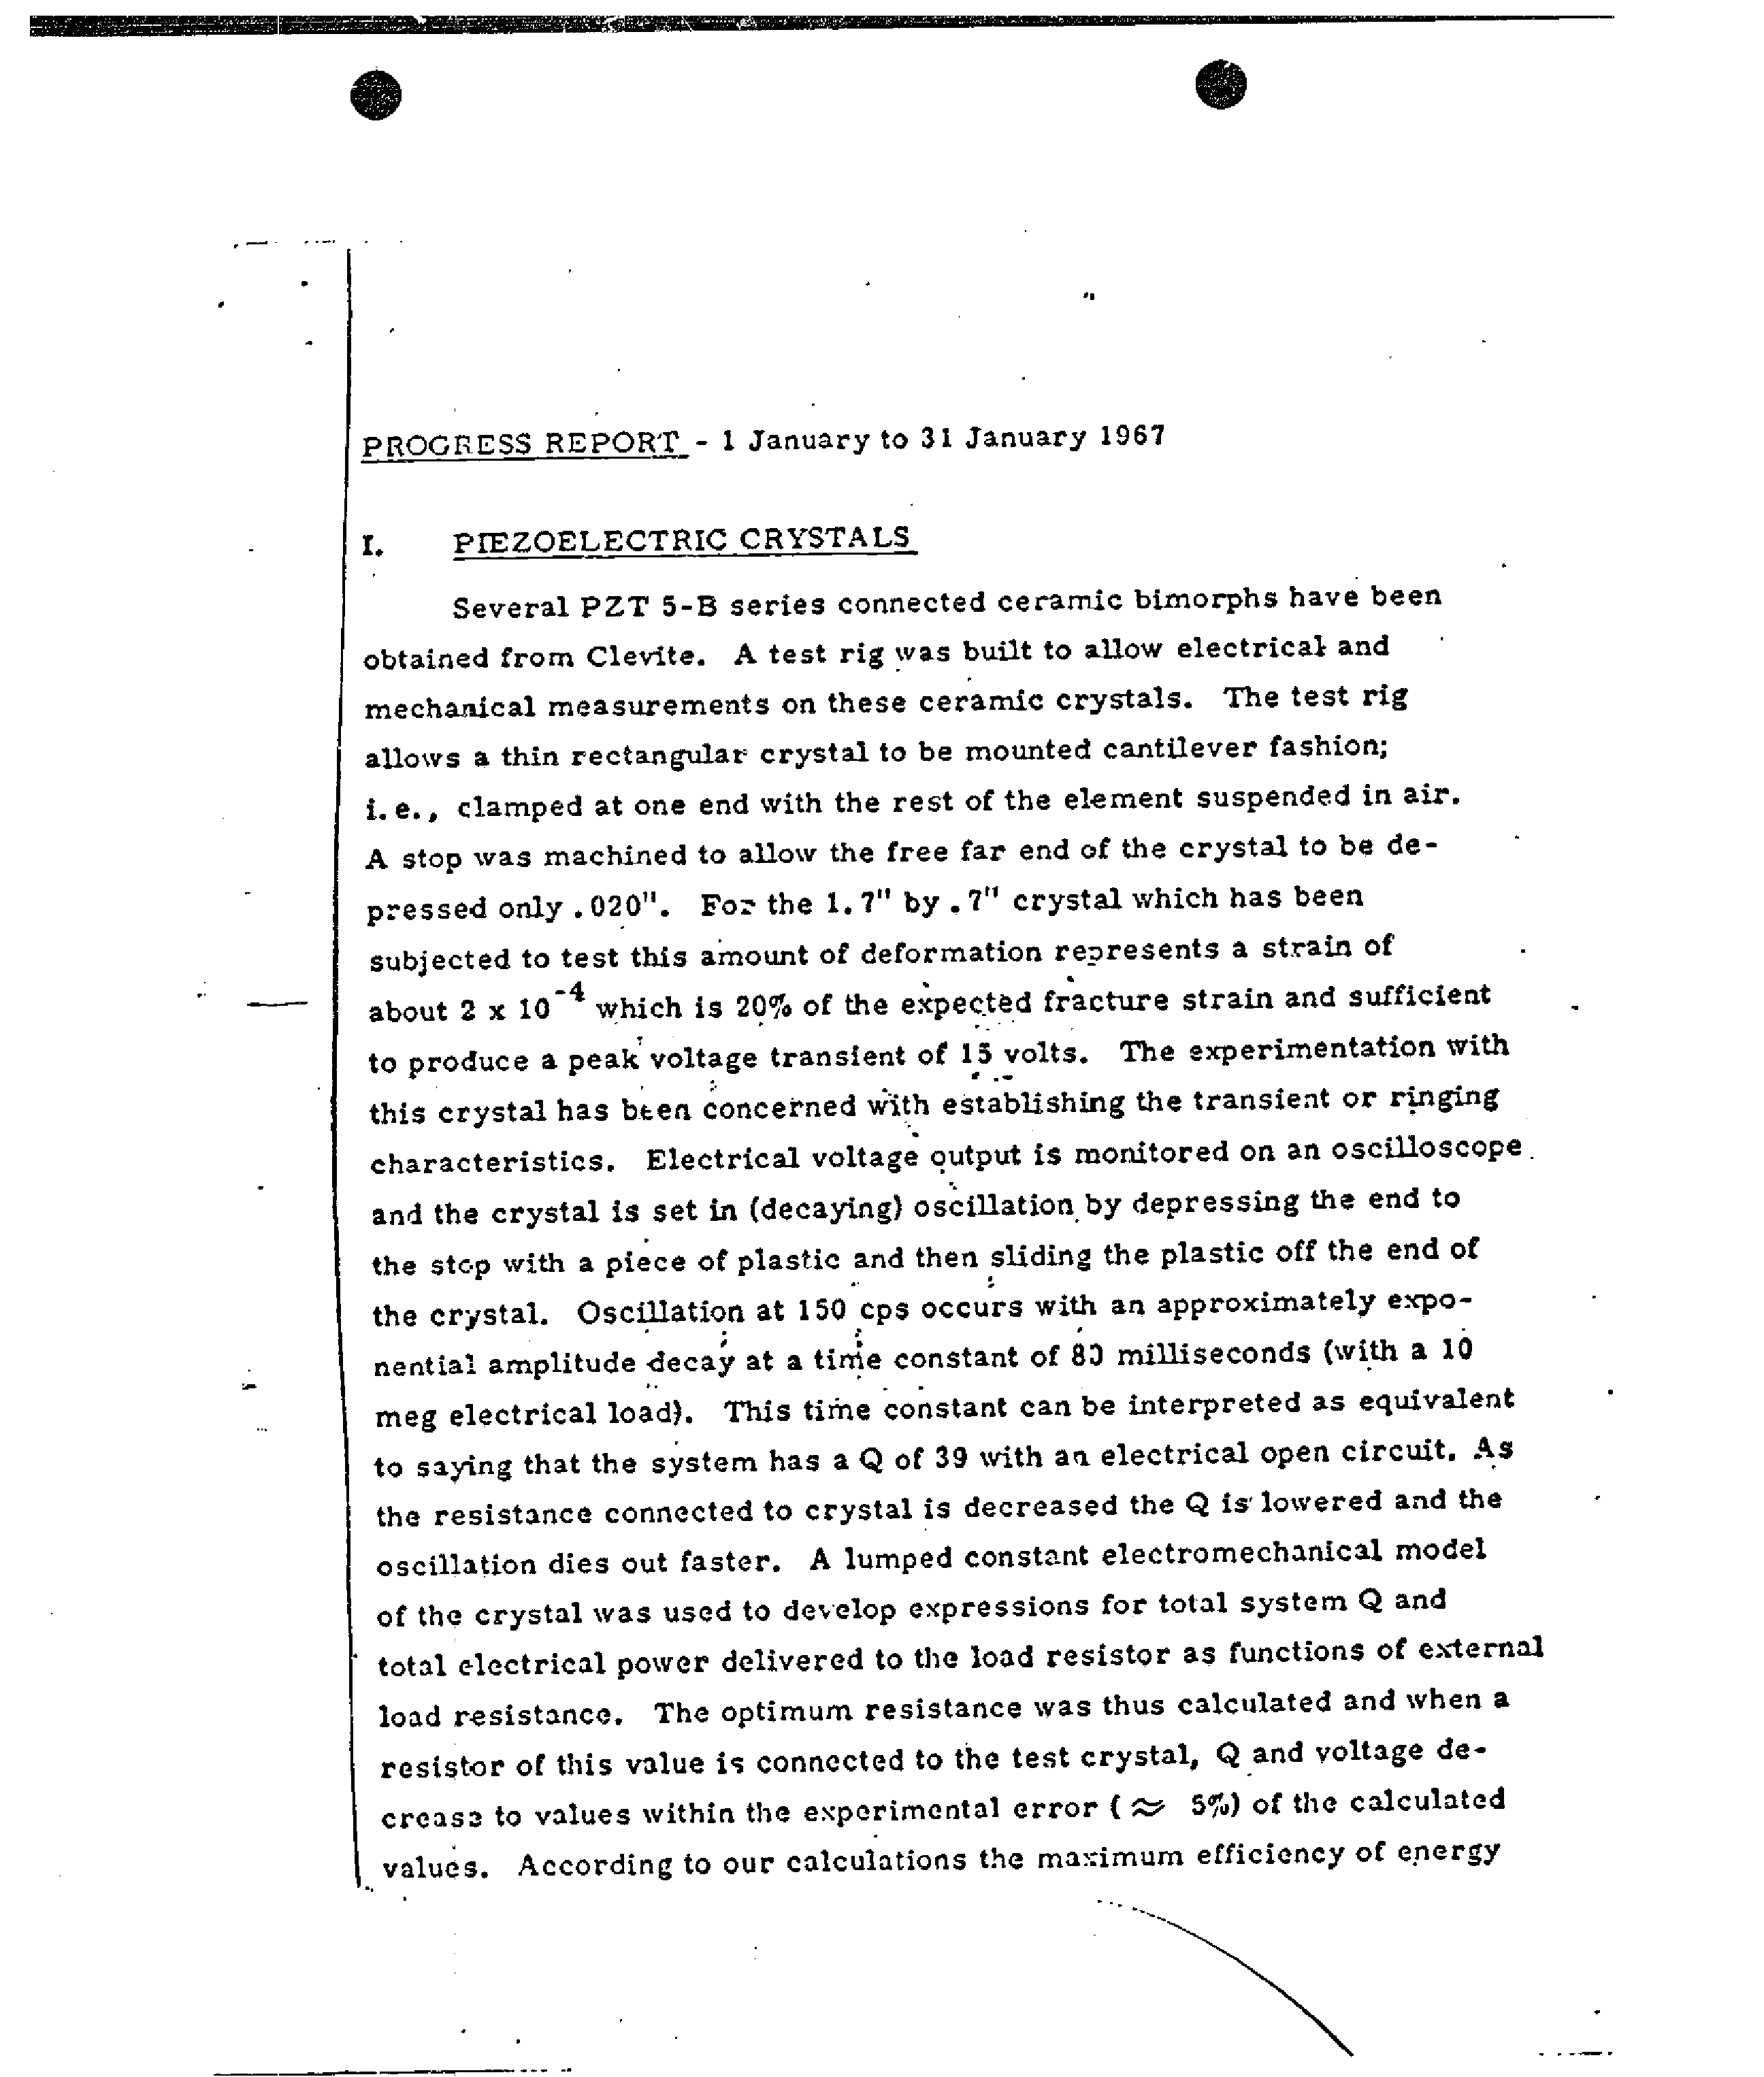 PROGRESS REPORT - 1 January to 31 January 1967
I. PIEZOELECTRIC CRYSTALS
Several PZT 5-B series connected ceramic bimorphs have been
obtained from Clevite. A test rig was built to allow electrical and
mechanical measurements on these ceramic crystals. The test rig
allows a thin rectangular crystal to be mounted cantilever fashion;
i.e., clamped at one end with the rest of the element suspended in air.
A stop was machined to allow the free far end of the crystal to be de-
pressed only .020". For the 1.7" by .7" crystal which has been
subjected to test this amount of deformation represents a strain of
about 2 x 10⁻⁴ which is 20% of the expected fracture strain and sufficient
to produce a peak voltage transient of 15 volts. The experimentation with
this crystal has been concerned with establishing the transient or ringing
characteristics. Electrical voltage output is monitored on an oscilloscope
and the crystal is set in (decaying) oscillation by depressing the end to
the stop with a piece of plastic and then sliding the plastic off the end of
the crystal. Oscillation at 150 cps occurs with an approximately expo-
nential amplitude decay at a time constant of 80 milliseconds (with a 10
meg electrical load). This time constant can be interpreted as equivalent
to saying that the system has a Q of 39 with an electrical open circuit. As
the resistance connected to crystal is decreased the Q is lowered and the
oscillation dies out faster. A lumped constant electromechanical model
of the crystal was used to develop expressions for total system Q and
total electrical power delivered to the load resistor as functions of external
load resistance. The optimum resistance was thus calculated and when a
resistor of this value is connected to the test crystal, Q and voltage de-
crease to values within the experimental error ( ≈ 5%) of the calculated
values. According to our calculations the maximum efficiency of energy